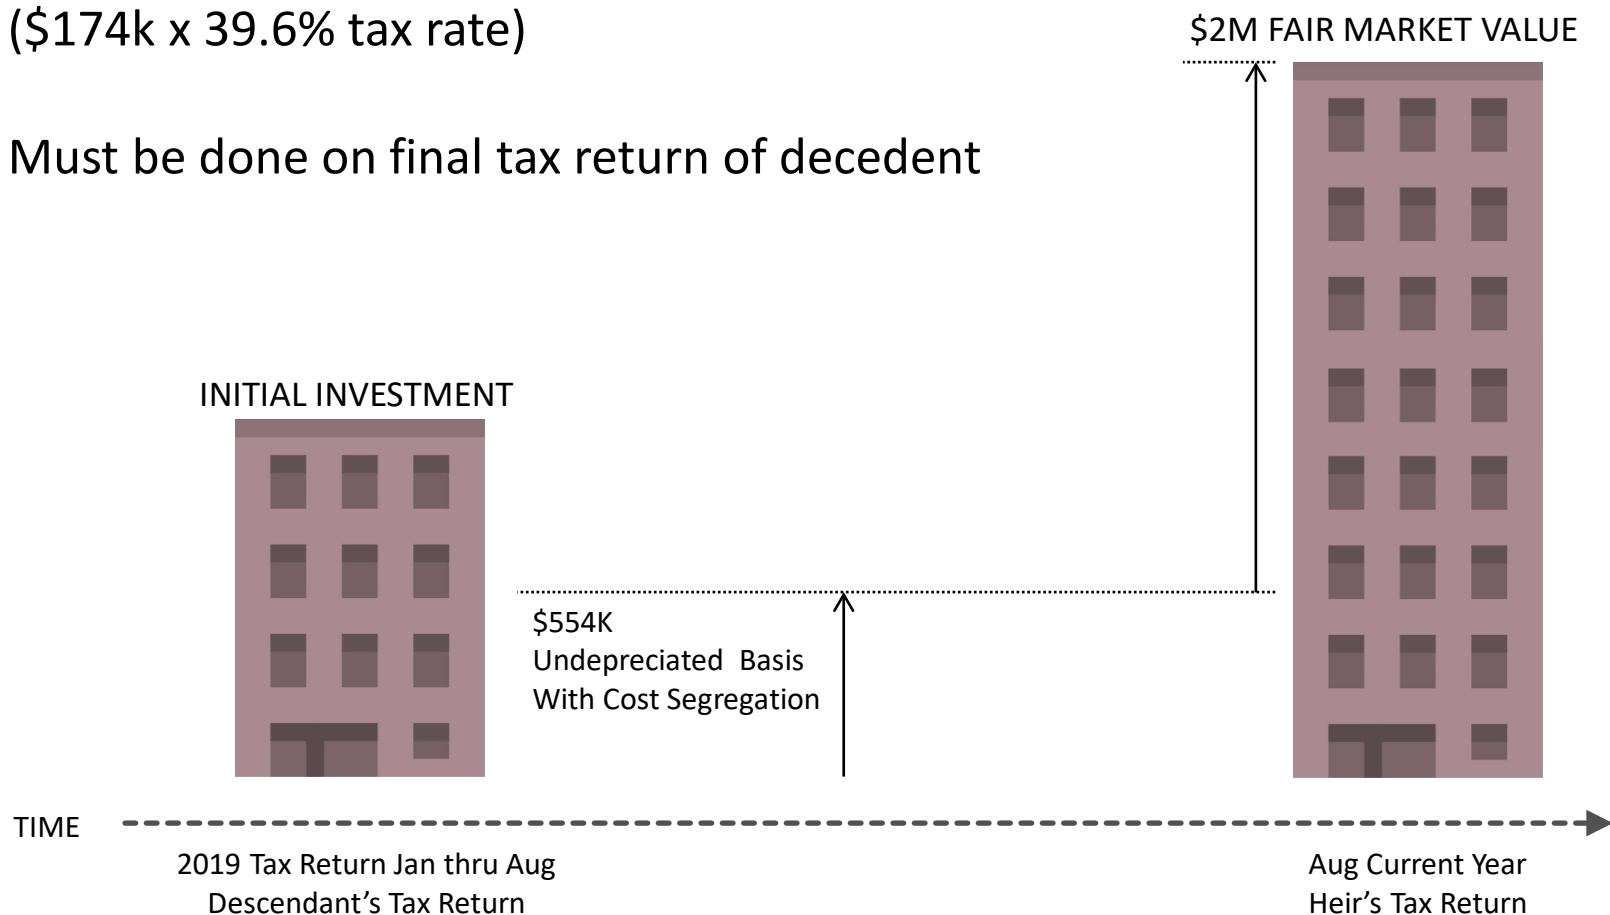 ($174k x 39.6% tax rate)
$2M FAIR MARKET VALUE
Must be done on final tax return of decedent
INITIAL INVESTMENT
$554K
Undepreciated  Basis
With Cost Segregation
TIME
2019 Tax Return Jan thru Aug
Descendant’s Tax Return
Aug Current Year
Heir’s Tax Return